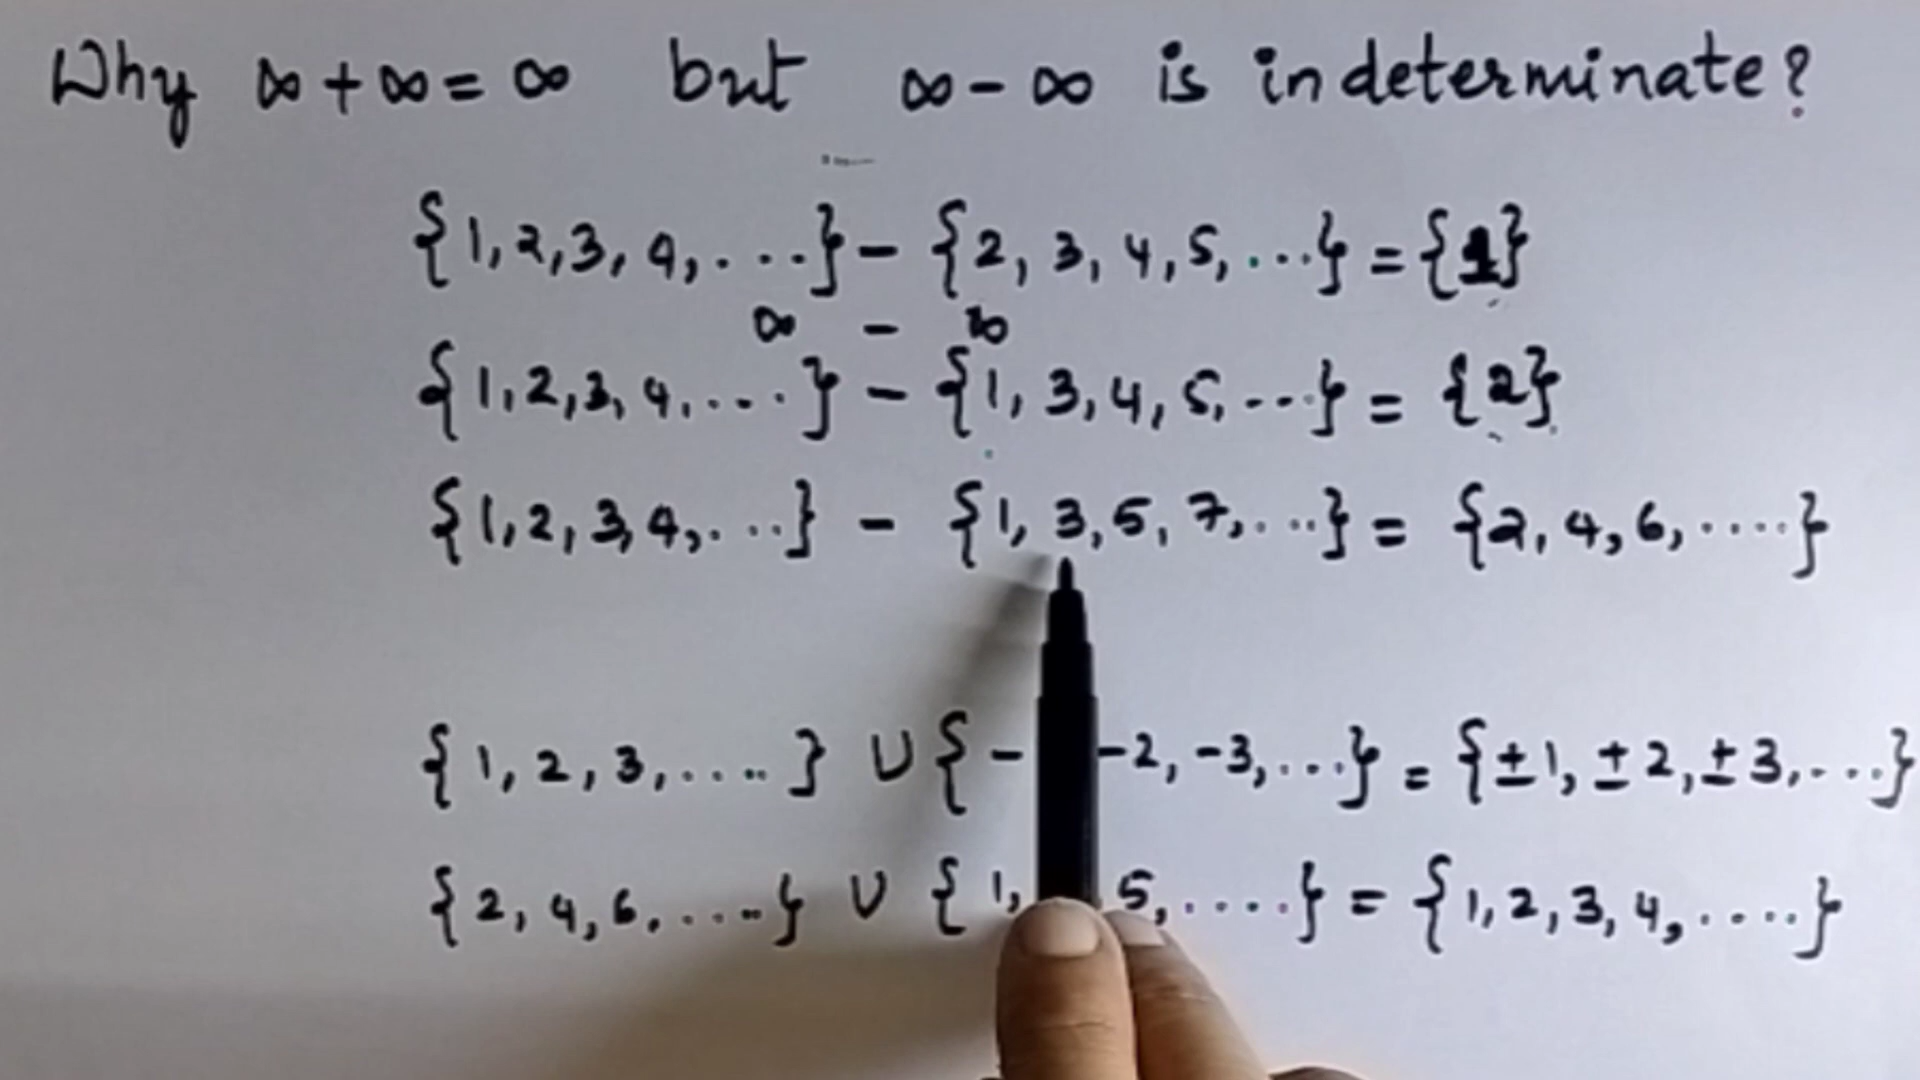 Why ∞ + ∞ = ∞ but ∞ - ∞ is indeterminate?
{1, 2, 3, 4, ....} - {2, 3, 4, 5, ....} = {1}
∞ - ∞
{1, 2, 3, 4, ....} - {1, 3, 4, 5, ....} = {2}
{1, 2, 3, 4, ....} - {1, 3, 5, 7, ....} = {2, 4, 6, .....}
{1, 2, 3, .....} ∪ {- -2, -3, ....} = {±1, ±2, ±3, ....}
{2, 4, 6, .....} ∪ {1, 5, .....} = {1, 2, 3, 4, .....}